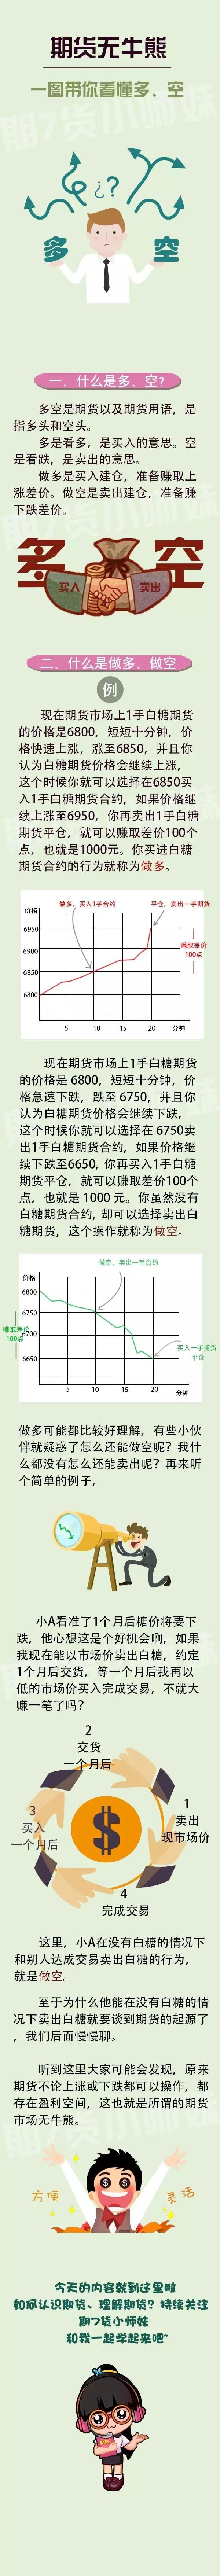 期货无牛熊
一图带你看懂多、空
¿?
多
空
一. 什么是多. 空?
多空是期货以及期货用语，是
指多头和空头。
多是看多，是买入的意思。空
是看跌，是卖出的意思。
做多是买入建仓，准备赚取上
涨差价。做空是卖出建仓，准备赚
下跌差价。
多
空
买入
卖出
二. 什么是做多. 做空
例
现在期货市场上1手白糖期货
的价格是6800，短短十分钟，价
格快速上涨，涨至6850，并且你
认为白糖期货价格会继续上涨，
这个时候你就可以选择在6850买
入1手白糖期货合约，如果价格继
续上涨至6950，你再卖出1手白糖
期货平仓，就可以赚取差价100个
点，也就是1000元。你买进白糖
期货合约的行为就称为做多。
价格
做多，买入1手合约
平仓，卖出一手期货
6950
6900
6850
6800
赚取差价
100点
5
10
15
20
分钟
现在期货市场上1手白糖期货
的价格是 6800，短短十分钟，价
格急速下跌，跌至 6750，并且你
认为白糖期货价格会继续下跌，
这个时候你就可以选择在 6750卖
出1手白糖期货合约，如果价格继
续下跌至6650, 你再买入1手白糖
期货平仓，就可以赚取差价100个
点，也就是 1000 元。你虽然没有
白糖期货合约, 却可以选择卖出白
糖期货，这个操作就称为做空。
价格
做空，卖出一手合约
6800
6750
6700
6650
赚取差价
100点
买入一手期货
平仓
5
10
15
20
分钟
做多可能都比较好理解，有些小伙
伴就疑惑了怎么还能做空呢？我什
么都没有怎么还能卖出呢？再来听
个简单的例子，
小A看准了1个月后糖价将要下
跌，他心想这是个好机会啊，如果
我现在能以市场价卖出白糖，约定
1个月后交货，等一个月后我再以
低的市场价买入完成交易，不就大
赚一笔了吗？
2
交货
一个月后
3
买入
一个月后
$
1
卖出
现市场价
4
完成交易
这里，小A在没有白糖的情况下
和别人达成交易卖出白糖的行为，
就是做空。
至于为什么他能在没有白糖的情
况下卖出白糖就要谈到期货的起源了
，我们后面慢慢聊。
听到这里大家可能会发现，原来
期货不论上涨或下跌都可以操作，都
存在盈利空间，这也就是所谓的期货
市场无牛熊。
方便
灵活
今天的内容就到这里啦
如何认识期货、理解期货？持续关注
期7货小师妹
和我一起学起来吧~